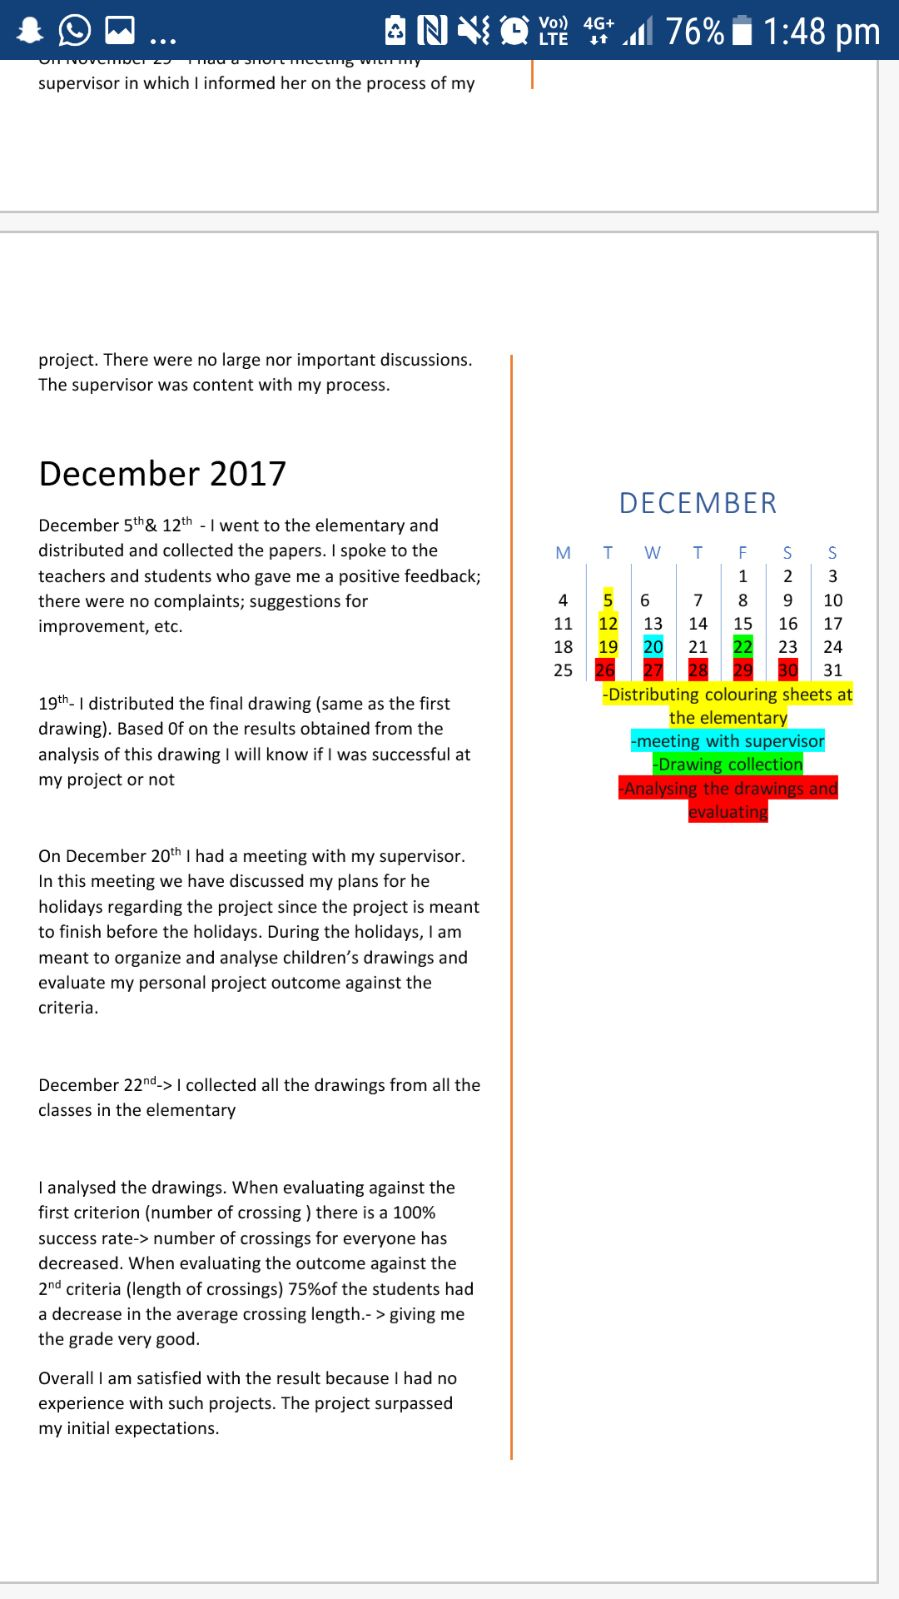 Vo)) LTE 4G+ 76% 1:48 pm
On November 29 I had a short meeting with my
supervisor in which I informed her on the process of my
project. There were no large nor important discussions.
The supervisor was content with my process.
December 2017
December 5th& 12th - I went to the elementary and
distributed and collected the papers. I spoke to the
teachers and students who gave me a positive feedback;
there were no complaints; suggestions for
improvement, etc.
19th- I distributed the final drawing (same as the first
drawing). Based 0f on the results obtained from the
analysis of this drawing I will know if I was successful at
my project or not
On December 20th I had a meeting with my supervisor.
In this meeting we have discussed my plans for he
holidays regarding the project since the project is meant
to finish before the holidays. During the holidays, I am
meant to organize and analyse children's drawings and
evaluate my personal project outcome against the
criteria.
December 22nd-> I collected all the drawings from all the
classes in the elementary
I analysed the drawings. When evaluating against the
first criterion (number of crossing ) there is a 100%
success rate-> number of crossings for everyone has
decreased. When evaluating the outcome against the
2nd criteria (length of crossings) 75%of the students had
a decrease in the average crossing length.- > giving me
the grade very good.
Overall I am satisfied with the result because I had no
experience with such projects. The project surpassed
my initial expectations.
DECEMBER
M T W T F S S
1 2 3
4 5 6 7 8 9 10
11 12 13 14 15 16 17
18 19 20 21 22 23 24
25 26 27 28 29 30 31
-Distributing colouring sheets at
the elementary
-meeting with supervisor
-Drawing collection
-Analysing the drawings and
evaluating